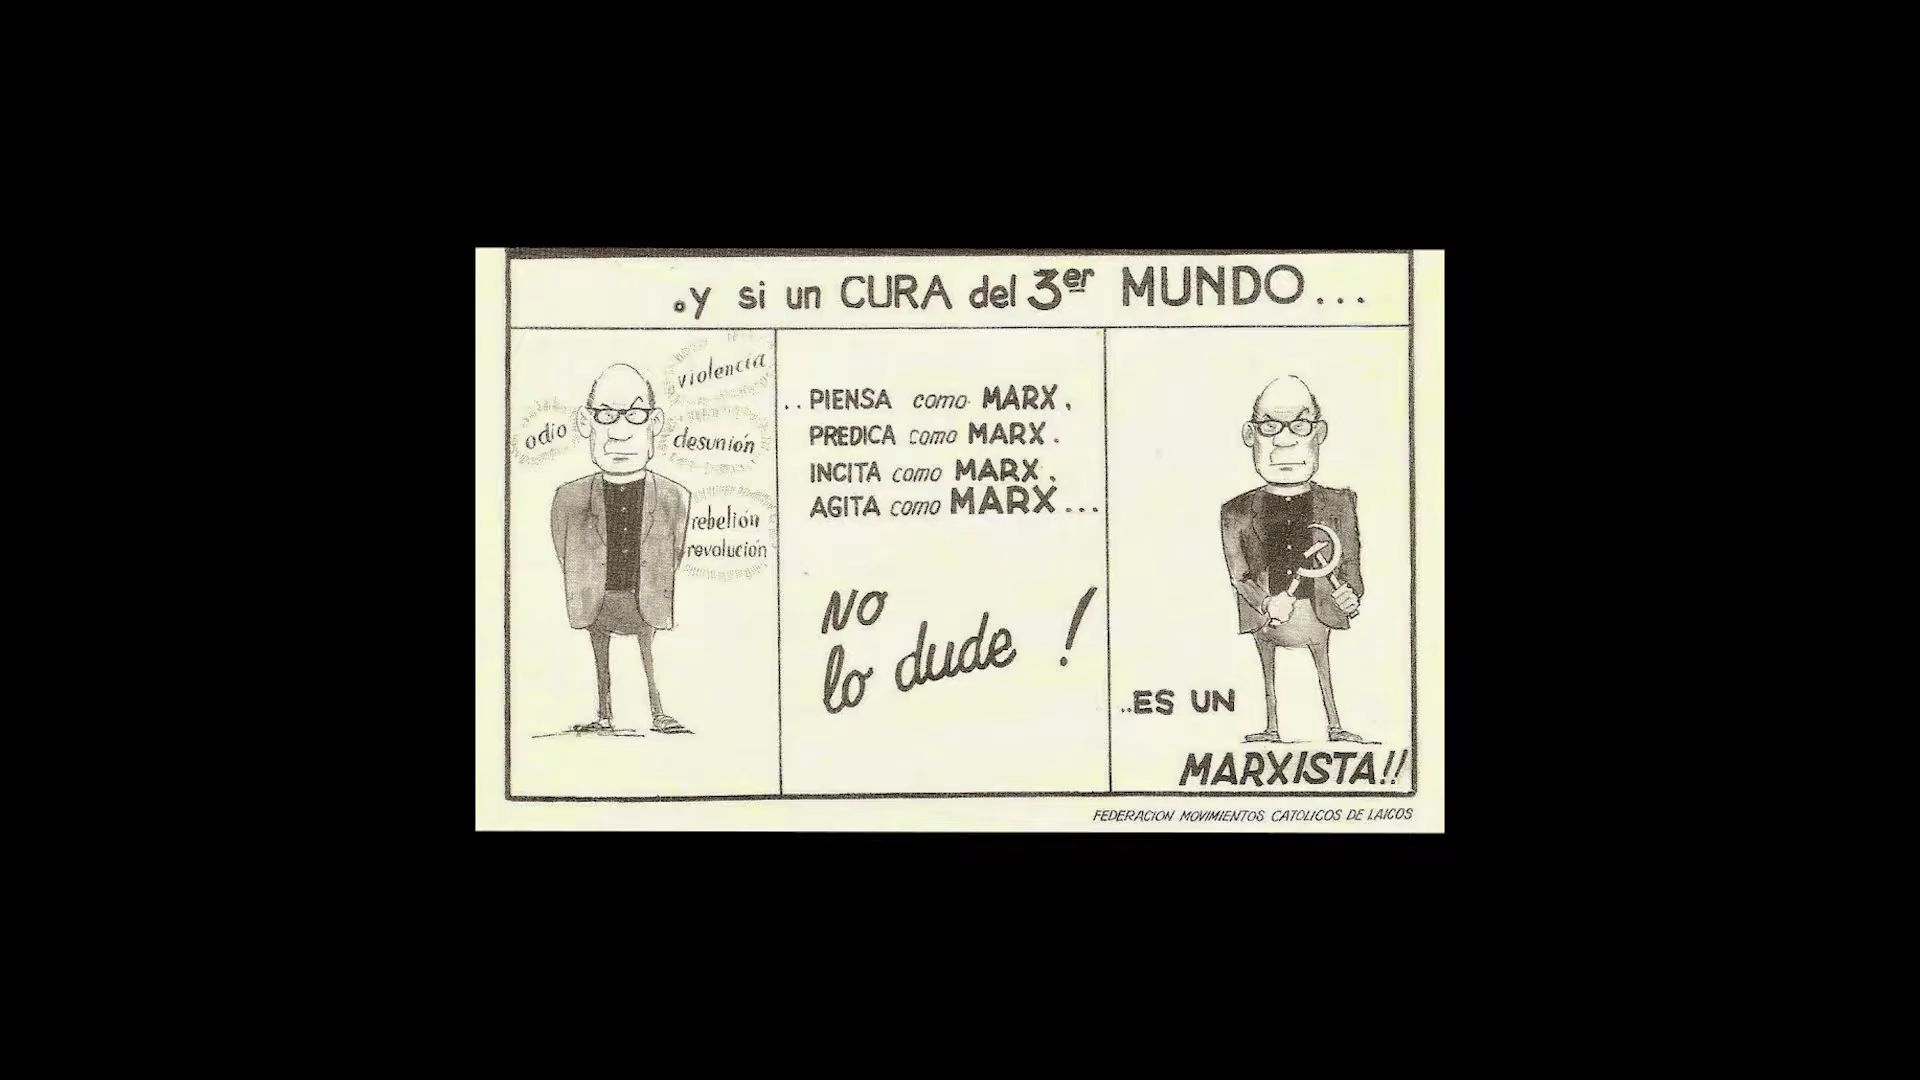 .y si un CURA del 3er MUNDO...
violencia
odio
desunión
rebelión
revolución
..PIENSA como MARX,
PREDICA como MARX.
INCITA como MARX,
AGITA como MARX...
NO
lo dude !
..ES UN
MARXISTA!!
FEDERACION MOVIMIENTOS CATOLICOS DE LAICOS